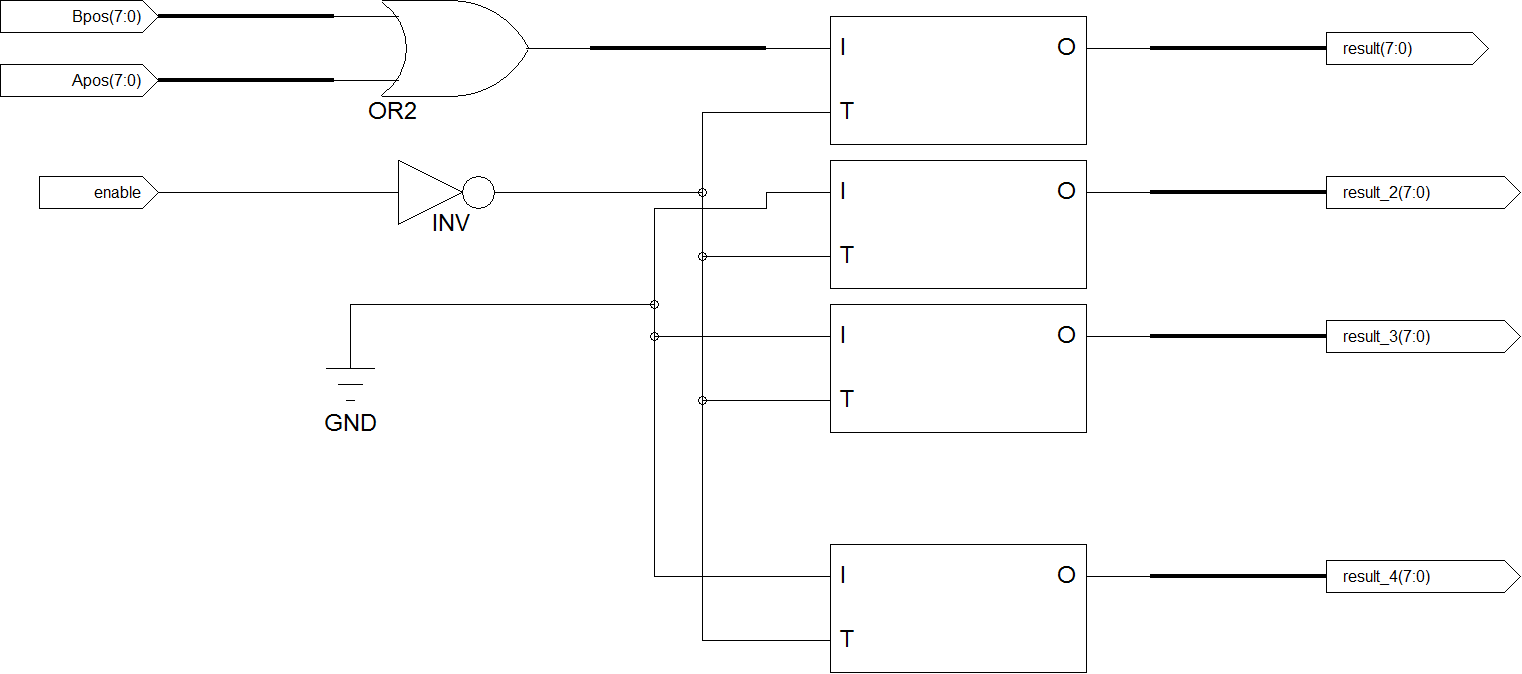 Bpos(7:0)
Apos(7:0)
OR2
I
O
T
result(7:0)
enable
INV
I
O
T
result_2(7:0)
GND
I
O
T
result_3(7:0)
I
O
T
result_4(7:0)